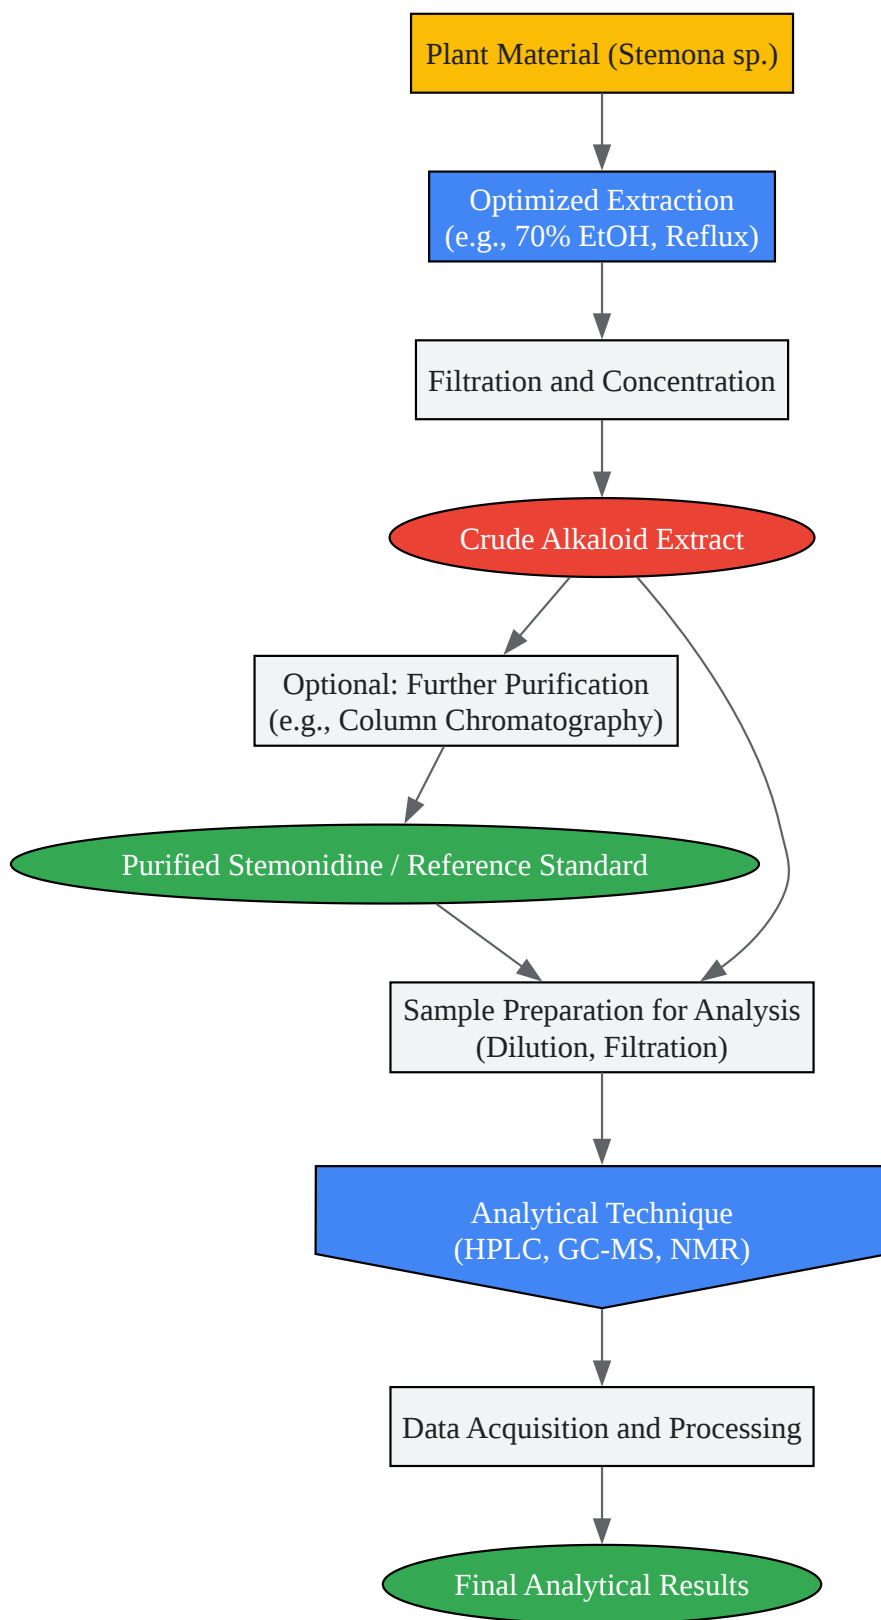 Plant Material (Stemona sp.)
Optimized Extraction
(e.g., 70% EtOH, Reflux)
Filtration and Concentration
Crude Alkaloid Extract
Optional: Further Purification
(e.g., Column Chromatography)
Purified Stemonidine / Reference Standard
Sample Preparation for Analysis
(Dilution, Filtration)
Analytical Technique
(HPLC, GC-MS, NMR)
Data Acquisition and Processing
Final Analytical Results